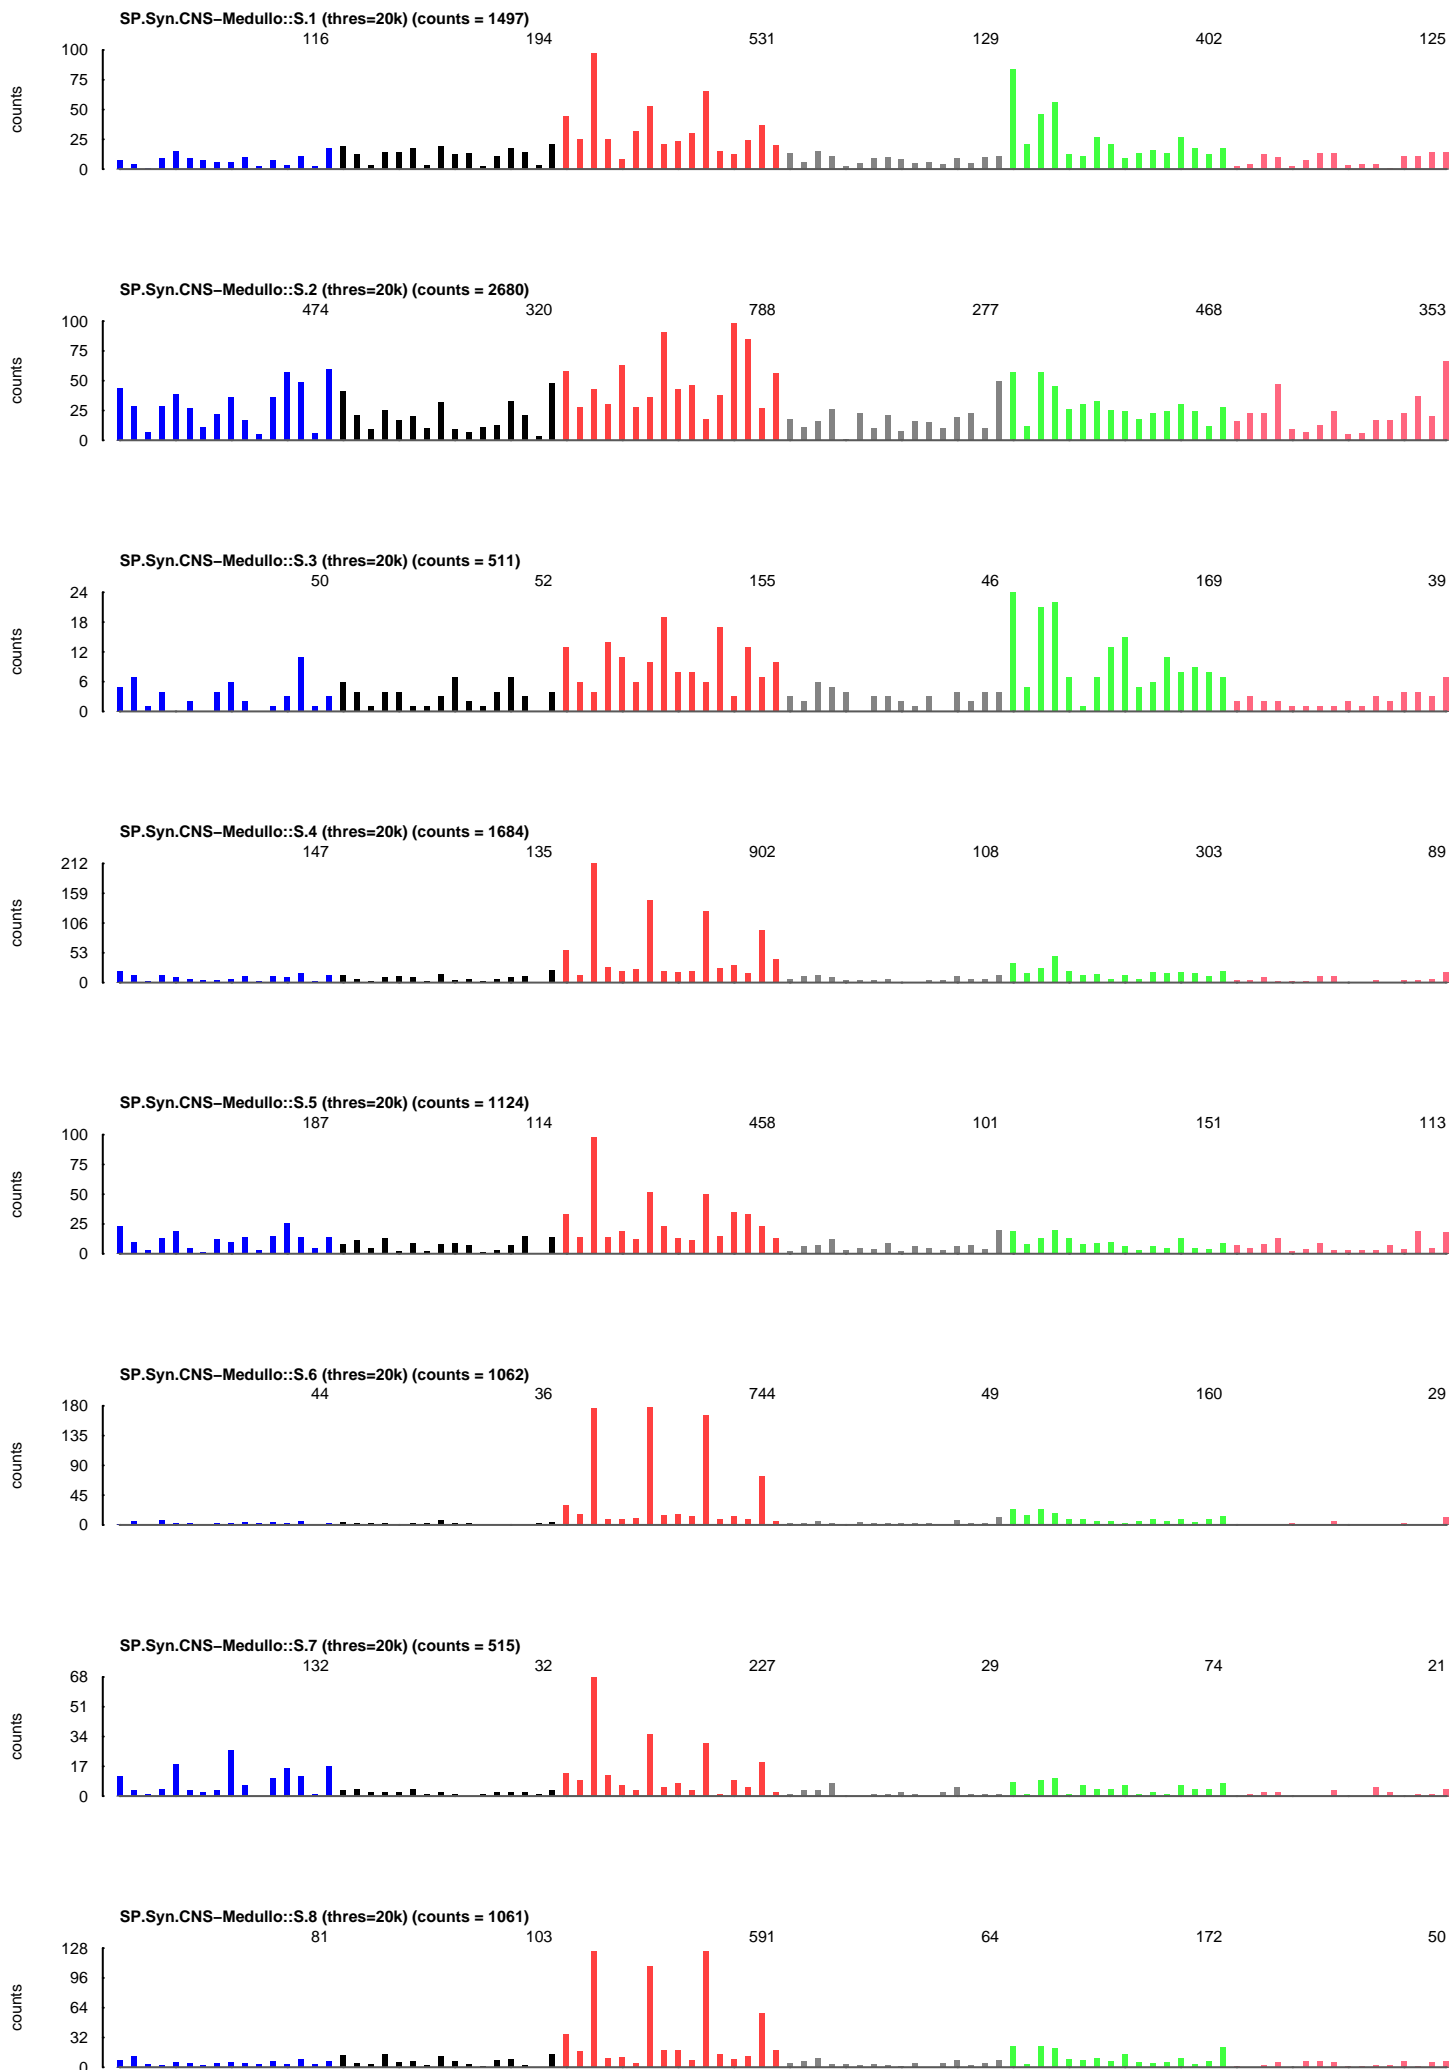 SP.Syn.CNS−Medullo::S.1 (thres=20k) (counts = 1497)
116 194 531 129 402 125
100
75
50
25
0
counts
SP.Syn.CNS−Medullo::S.2 (thres=20k) (counts = 2680)
474 320 788 277 468 353
100
75
50
25
0
counts
SP.Syn.CNS−Medullo::S.3 (thres=20k) (counts = 511)
50 52 155 46 169 39
24
18
12
6
0
counts
SP.Syn.CNS−Medullo::S.4 (thres=20k) (counts = 1684)
147 135 902 108 303 89
212
159
106
53
0
counts
SP.Syn.CNS−Medullo::S.5 (thres=20k) (counts = 1124)
187 114 458 101 151 113
100
75
50
25
0
counts
SP.Syn.CNS−Medullo::S.6 (thres=20k) (counts = 1062)
44 36 744 49 160 29
180
135
90
45
0
counts
SP.Syn.CNS−Medullo::S.7 (thres=20k) (counts = 515)
132 32 227 29 74 21
68
51
34
17
0
counts
SP.Syn.CNS−Medullo::S.8 (thres=20k) (counts = 1061)
81 103 591 64 172 50
128
96
64
32
0
counts